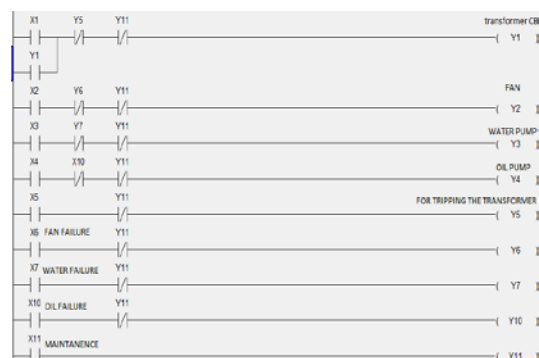 X1 Y5 Y11 transformer CB
Y1
Y1
X2 Y6 Y11 FAN
Y2
X3 Y7 Y11 WATER PUMP
Y3
X4 X10 Y11 OIL PUMP
Y4
X5 Y11 FOR TRIPPING THE TRANSFORMER
Y5
X6 FAN FAILURE Y11
Y6
X7 WATER FAILURE Y11
Y7
X10 OIL FAILURE Y11
Y10
X11 MAINTANENCE
Y11